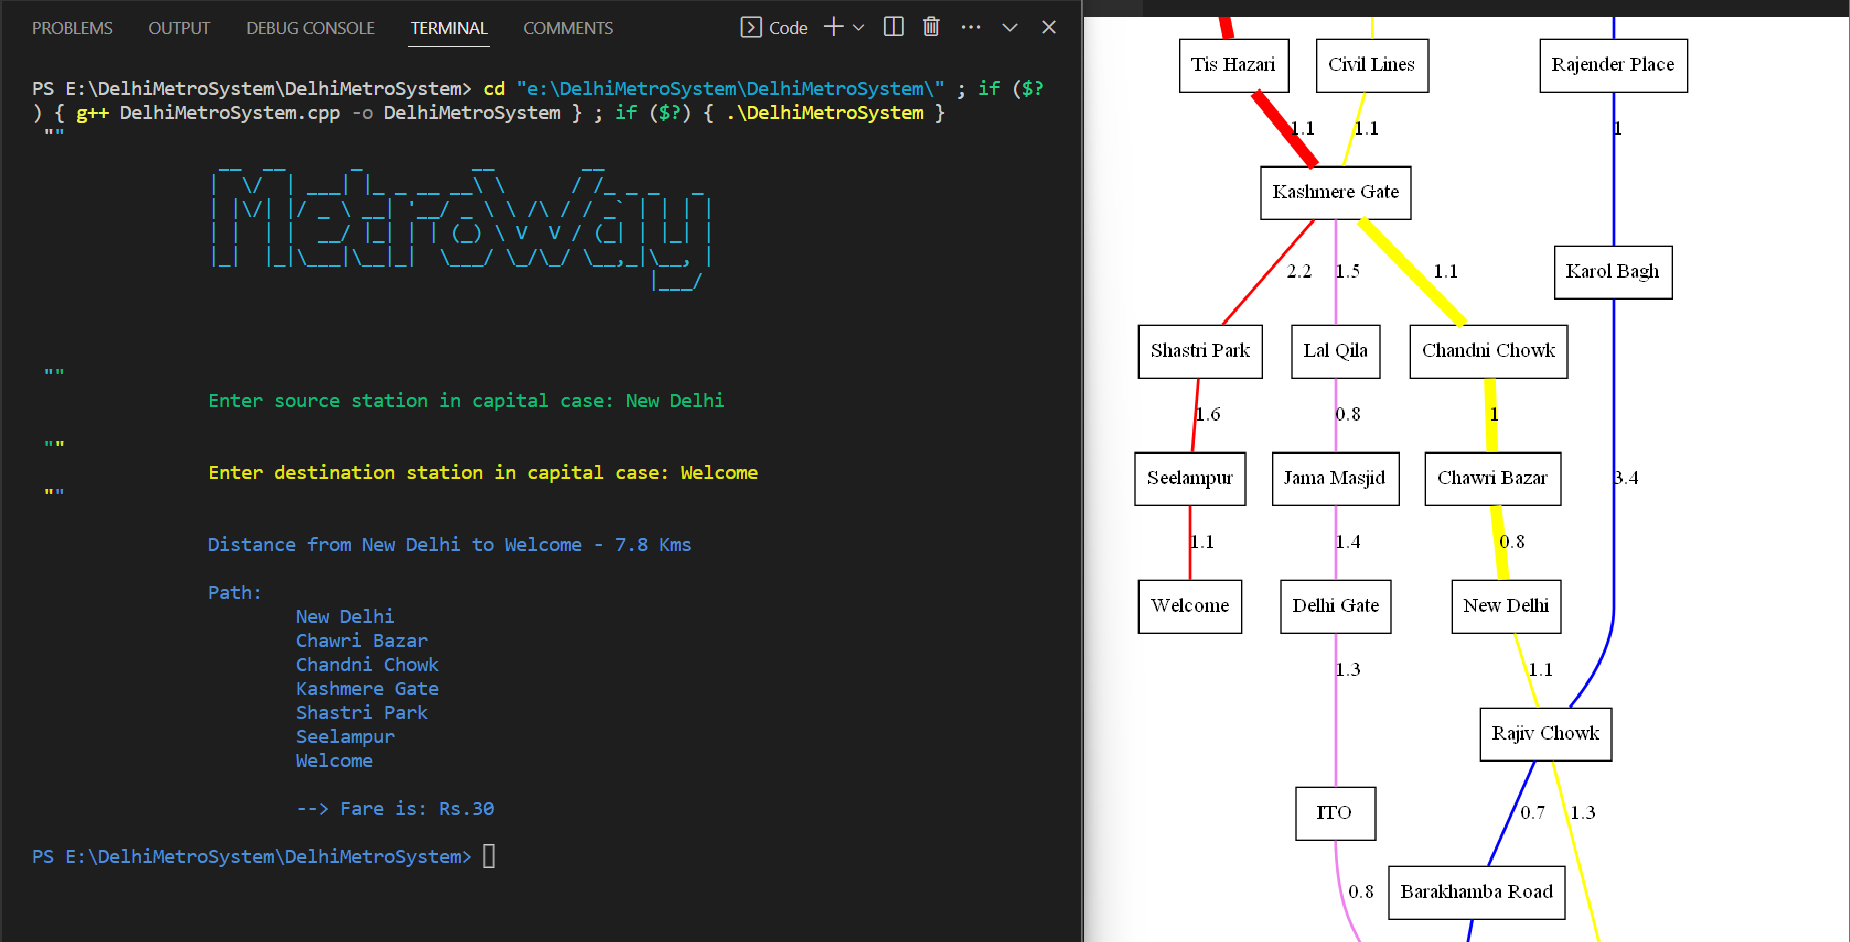 PROBLEMS OUTPUT DEBUG CONSOLE TERMINAL COMMENTS Code
PS E:\DelhiMetroSystem\DelhiMetroSystem> cd "e:\DelhiMetroSystem\DelhiMetroSystem\" ; if ($?
) { g++ DelhiMetroSystem.cpp -o DelhiMetroSystem } ; if ($?) { .\DelhiMetroSystem }
""
MetroWay
""
Enter source station in capital case: New Delhi
""
Enter destination station in capital case: Welcome
""
Distance from New Delhi to Welcome - 7.8 Kms
Path:
New Delhi
Chawri Bazar
Chandni Chowk
Kashmere Gate
Shastri Park
Seelampur
Welcome
--> Fare is: Rs.30
PS E:\DelhiMetroSystem\DelhiMetroSystem>
Tis Hazari Civil Lines Rajender Place
1.1 1.1 1
Kashmere Gate
2.2 1.5 1.1 Karol Bagh
Shastri Park Lal Qila Chandni Chowk
1.6 0.8 1
Seelampur Jama Masjid Chawri Bazar 3.4
1.1 1.4 0.8
Welcome Delhi Gate New Delhi
1.3 1.1
Rajiv Chowk
ITO 0.7 1.3
0.8 Barakhamba Road